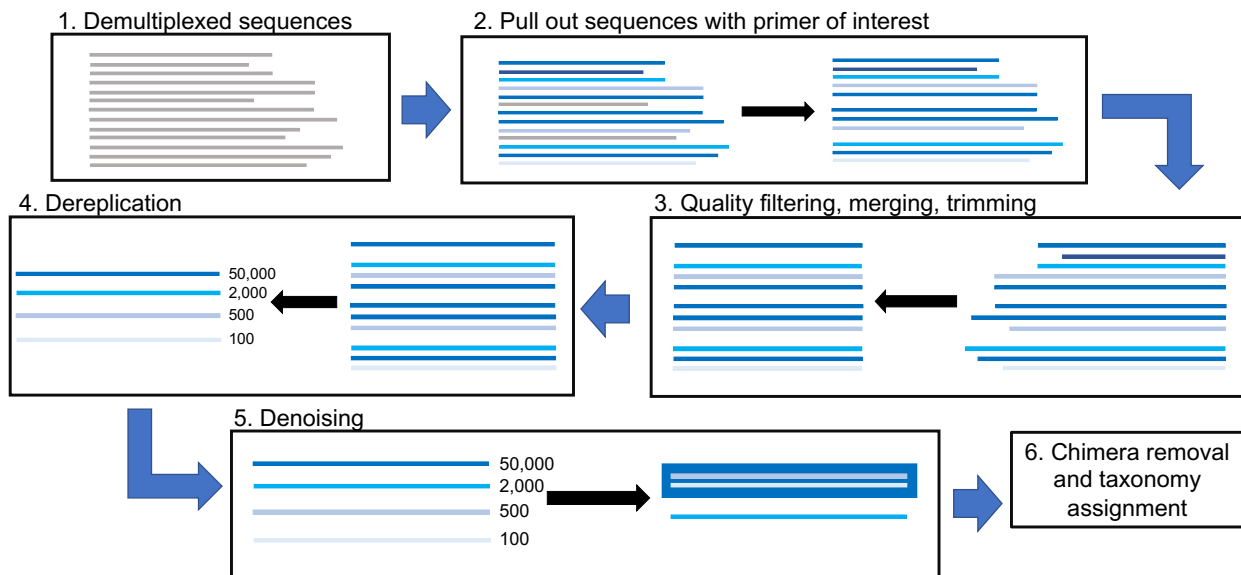 1. Demultiplexed sequences
2. Pull out sequences with primer of interest
3. Quality filtering, merging, trimming
4. Dereplication
50,000
2,000
500
100
5. Denoising
50,000
2,000
500
100
6. Chimera removal
and taxonomy
assignment